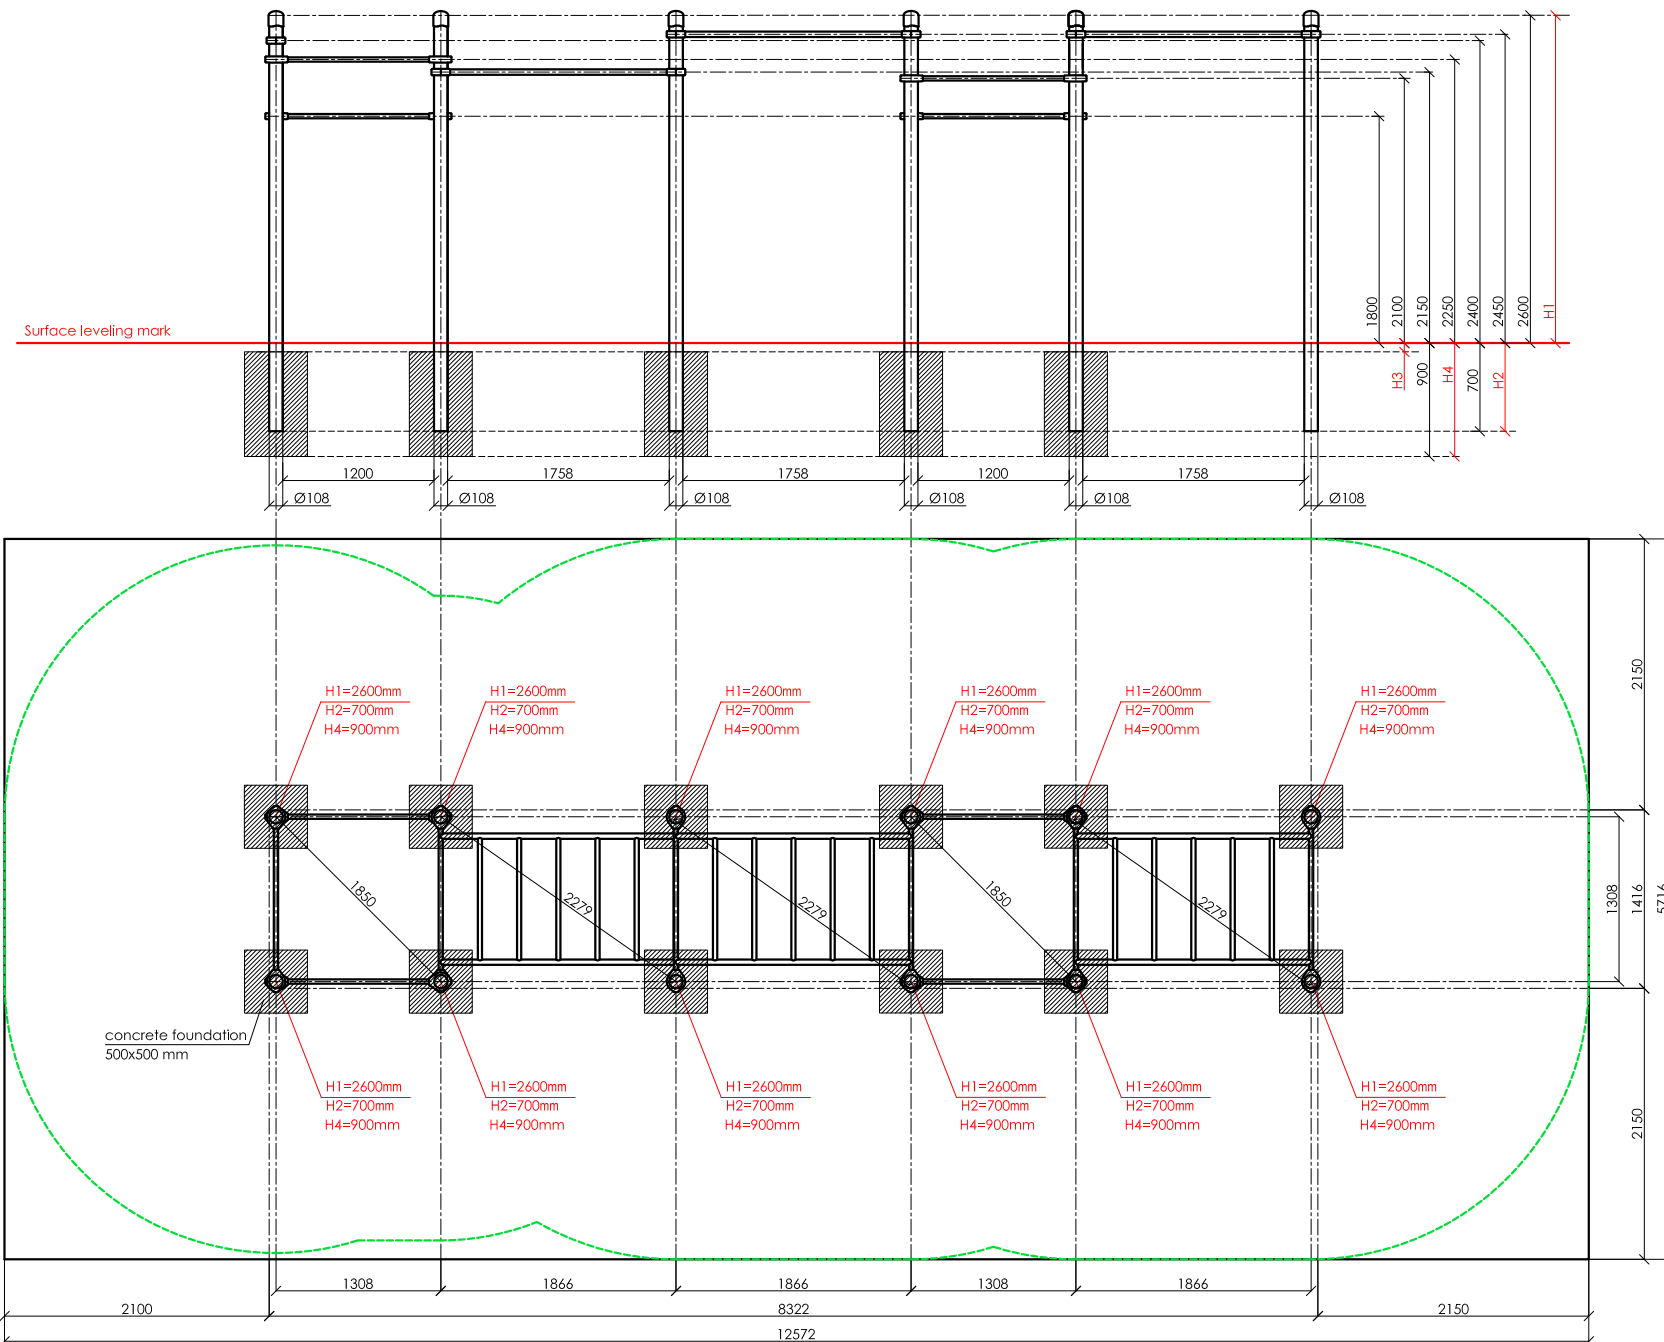 Surface leveling mark
1800
2100
2150
2250
2400
2450
2600
H1
H3
900
H4
700
H2
1200
1758
1758
1200
1758
Ø108
Ø108
Ø108
Ø108
Ø108
Ø108
H1=2600mm
H2=700mm
H4=900mm
H1=2600mm
H2=700mm
H4=900mm
H1=2600mm
H2=700mm
H4=900mm
H1=2600mm
H2=700mm
H4=900mm
H1=2600mm
H2=700mm
H4=900mm
H1=2600mm
H2=700mm
H4=900mm
2150
1850
2279
2279
1850
2279
1308
1416
5716
concrete foundation
500x500 mm
H1=2600mm
H2=700mm
H4=900mm
H1=2600mm
H2=700mm
H4=900mm
H1=2600mm
H2=700mm
H4=900mm
H1=2600mm
H2=700mm
H4=900mm
H1=2600mm
H2=700mm
H4=900mm
H1=2600mm
H2=700mm
H4=900mm
2150
1308
1866
1866
1308
1866
2100
8322
2150
12572